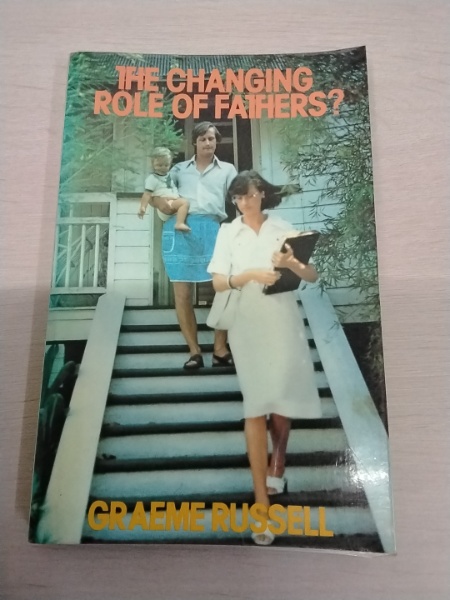 THE CHANGING
ROLE OF FATHERS?
GRAEME RUSSELL